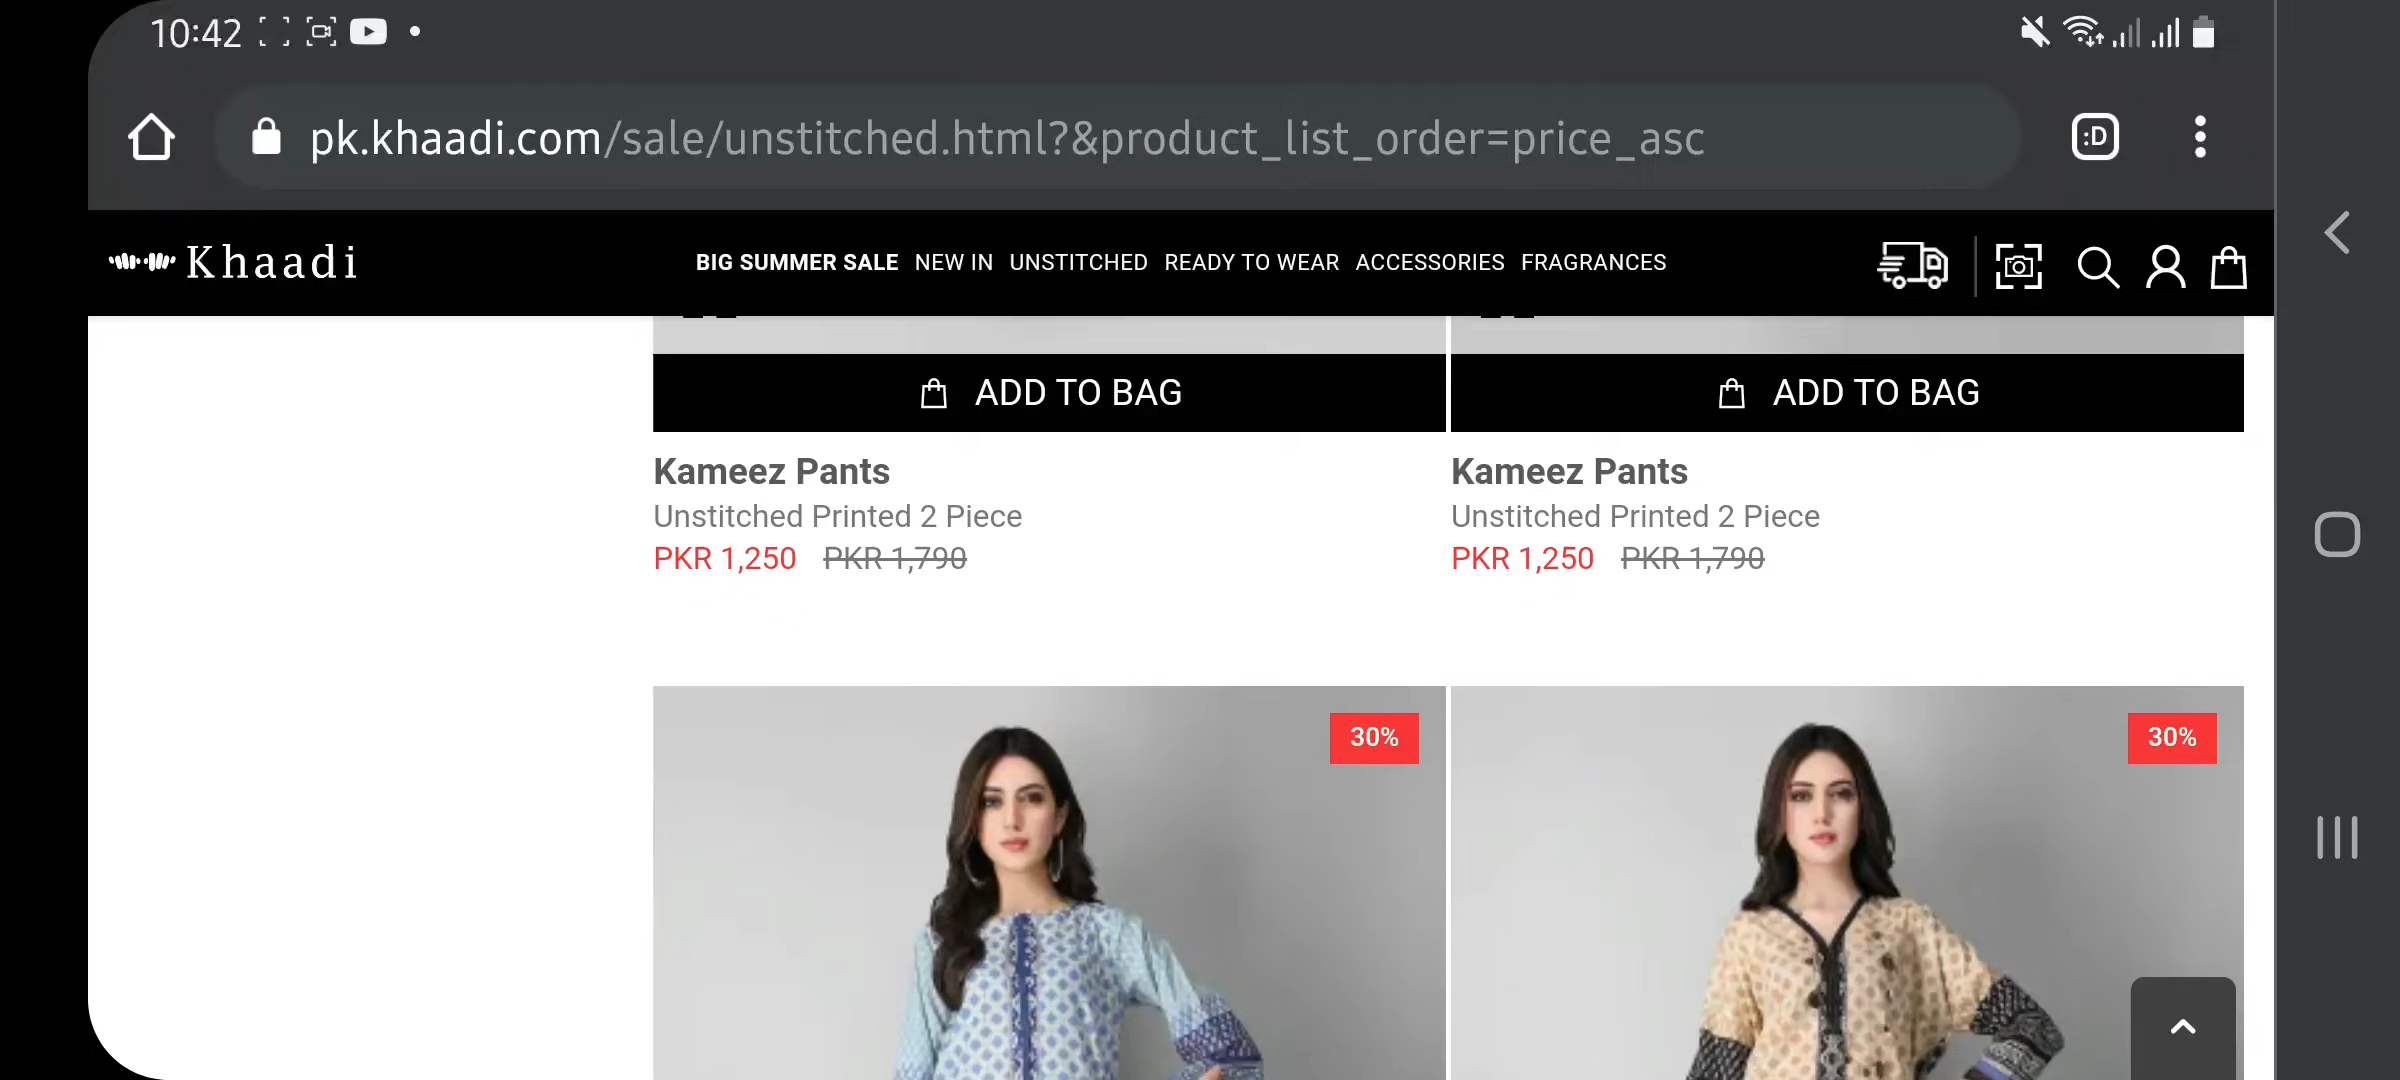 10:42
pk.khaadi.com/sale/unstitched.html?&product_list_order=price_asc
:D
Khaadi
BIG SUMMER SALE NEW IN UNSTITCHED READY TO WEAR ACCESSORIES FRAGRANCES
ADD TO BAG
ADD TO BAG
Kameez Pants
Unstitched Printed 2 Piece
PKR 1,250 PKR 1,790
Kameez Pants
Unstitched Printed 2 Piece
PKR 1,250 PKR 1,790
30%
30%